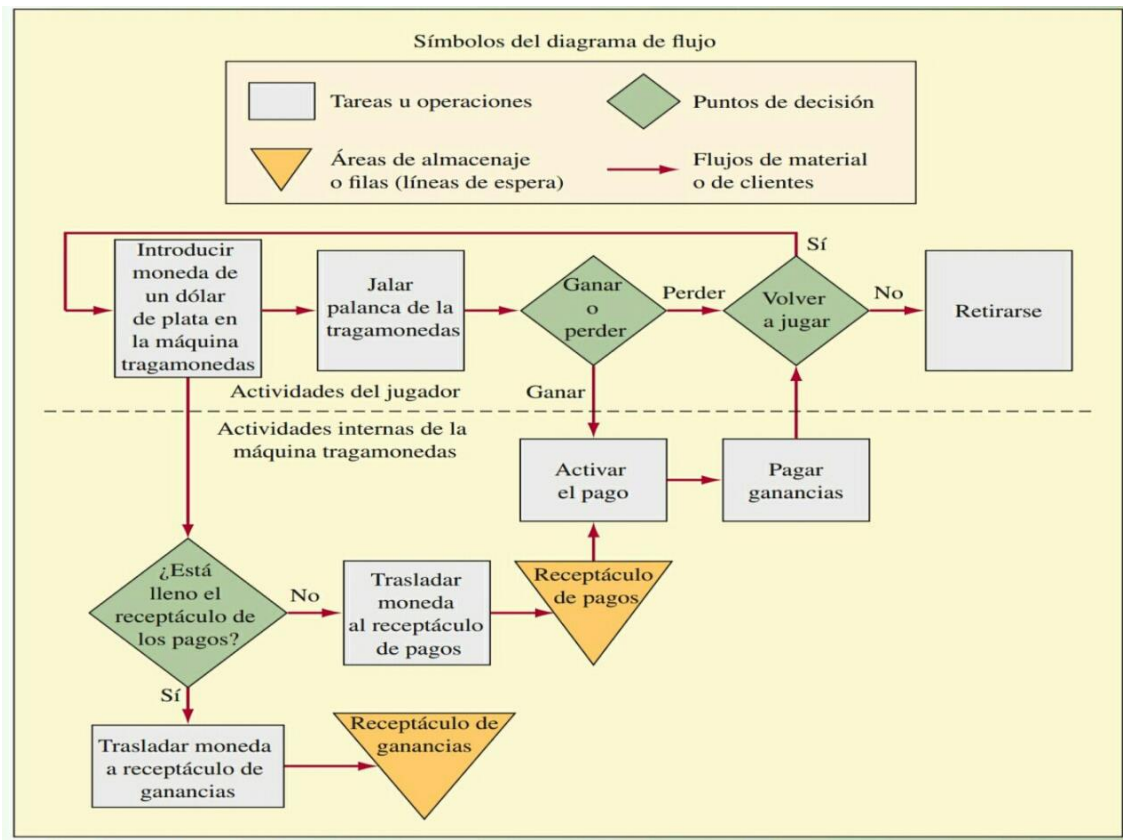 Símbolos del diagrama de flujo
Tareas u operaciones
Puntos de decisión
Áreas de almacenaje
o filas (líneas de espera)
Flujos de material
o de clientes
Sí
Introducir
moneda de
un dólar
de plata en
la máquina
tragamonedas
Jalar
palanca de la
tragamonedas
Ganar
o
perder
Perder
Volver
a jugar
No
Retirarse
Actividades del jugador
Ganar
Actividades internas de la
máquina tragamonedas
Activar
el pago
Pagar
ganancias
¿Está
lleno el
receptáculo de
los pagos?
No
Trasladar
moneda
al receptáculo
de pagos
Receptáculo
de pagos
Sí
Trasladar moneda
a receptáculo de
ganancias
Receptáculo de
ganancias